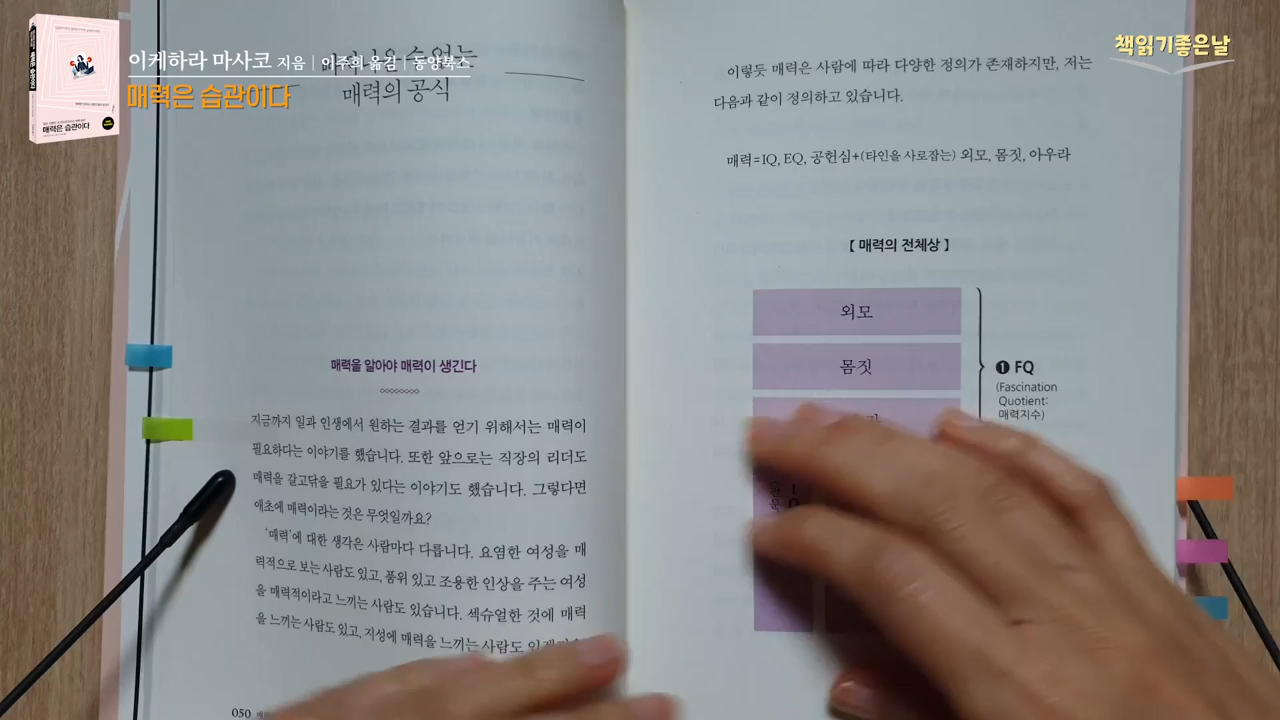 이케하라 마사코 지음 | 이주희 옮김 | 동양북스
매력은 습관이다
책읽기좋은날
매력은 습관이다
매력의 공식
매력을 알아야 매력이 생긴다
지금까지 일과 인생에서 원하는 결과를 얻기 위해서는 매력이
필요하다는 이야기를 했습니다. 또한 앞으로는 직장의 리더도
매력을 갈고닦을 필요가 있다는 이야기도 했습니다. 그렇다면
애초에 매력이라는 것은 무엇일까요?
'매력'에 대한 생각은 사람마다 다릅니다. 요염한 여성을 매
력적으로 보는 사람도 있고, 품위 있고 조용한 인상을 주는 여성
을 매력적이라고 느끼는 사람도 있습니다. 섹슈얼한 것에 매력
을 느끼는 사람도 있고, 지성에 매력을 느끼는 사람도
050
이렇듯 매력은 사람에 따라 다양한 정의가 존재하지만, 저는
다음과 같이 정의하고 있습니다.
매력=IQ, EQ, 공헌심+(타인을 사로잡는) 외모, 몸짓, 아우라
【 매력의 전체상 】
외모
몸짓
❶ FQ
(Fascination
Quotient:
매력지수)